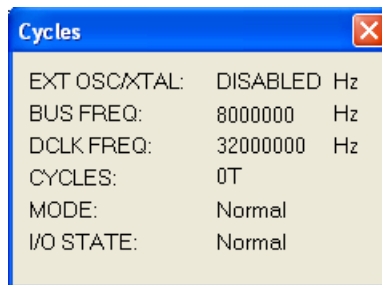 Cycles
EXT OSC/XTAL: DISABLED Hz
BUS FREQ: 8000000 Hz
DCLK FREQ: 32000000 Hz
CYCLES: 0T
MODE: Normal
I/O STATE: Normal